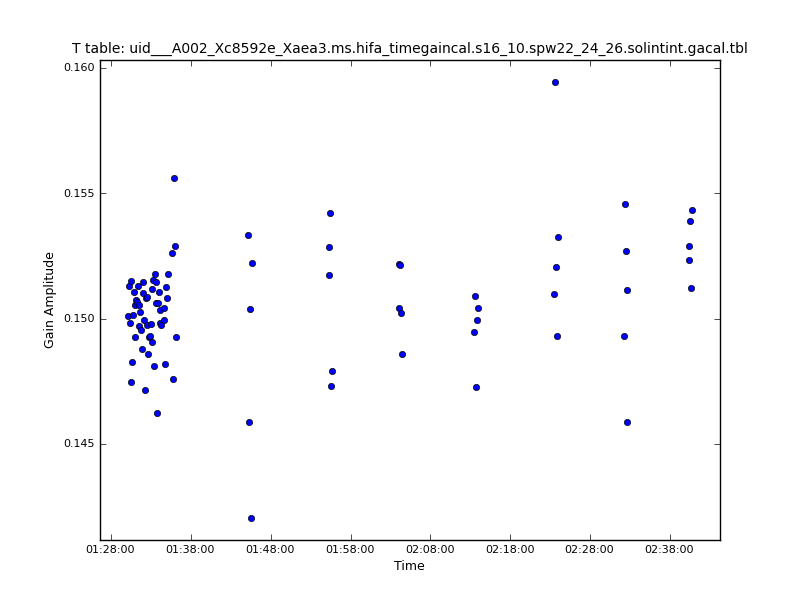 T table: uid___A002_Xc8592e_Xaea3.ms.hifa_timegaincal.s16_10.spw22_24_26.solintint.gacal.tbl
0.160
0.155
0.150
0.145
Gain Amplitude
01:28:00 01:38:00 01:48:00 01:58:00 02:08:00 02:18:00 02:28:00 02:38:00
Time